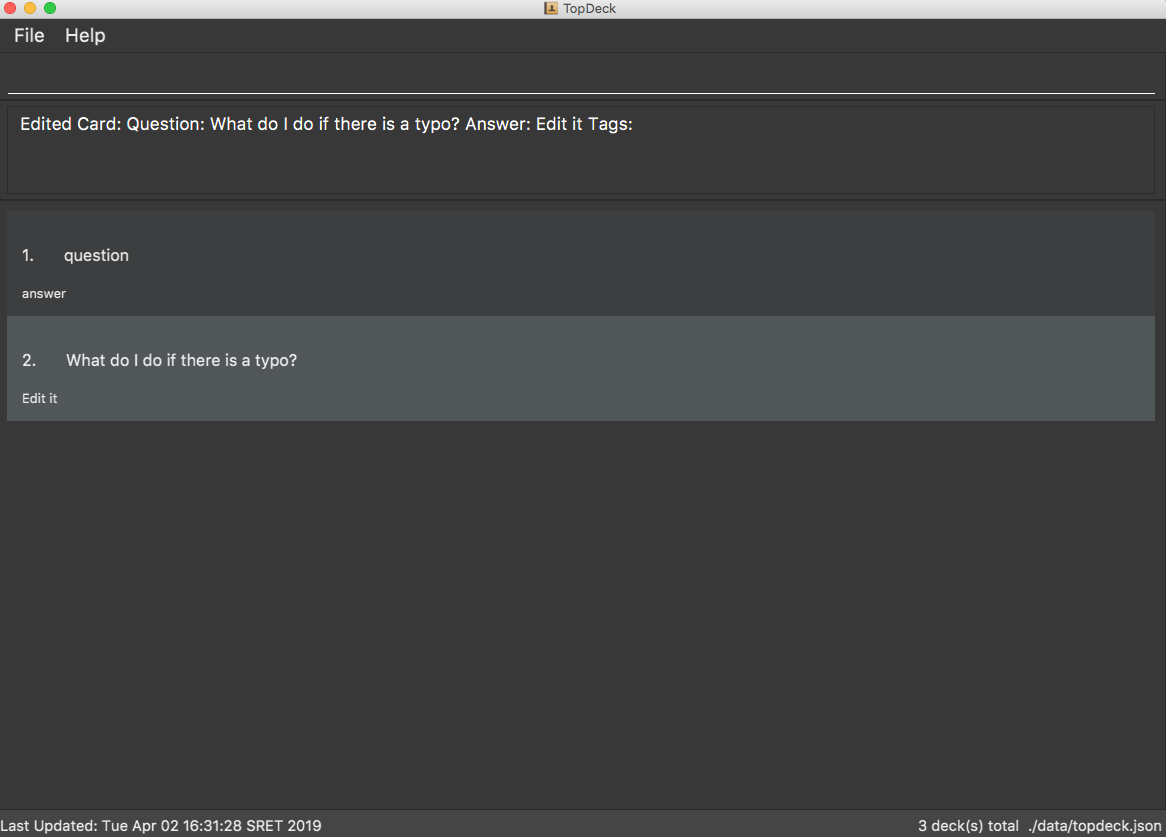 TopDeck
File Help
Edited Card: Question: What do I do if there is a typo? Answer: Edit it Tags:
1. question
answer
2. What do I do if there is a typo?
Edit it
Last Updated: Tue Apr 02 16:31:28 SRET 2019 3 deck(s) total ./data/topdeck.json